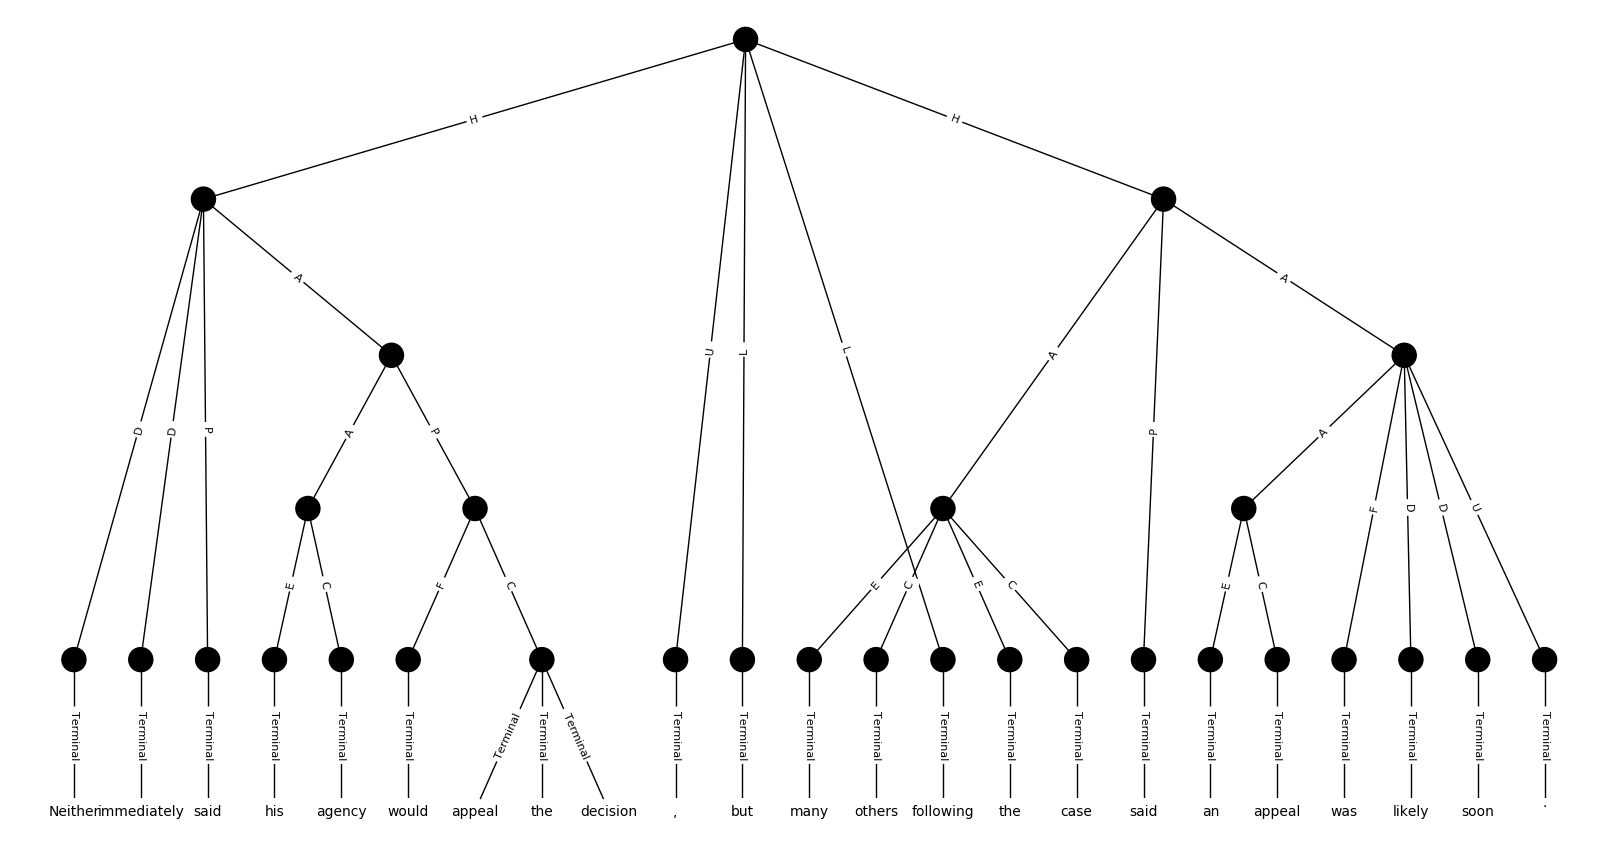 H H
A A
U L L A
D D P A P P A F D D U
E C F C E C E C E C
Terminal Terminal Terminal Terminal Terminal Terminal Terminal Terminal Terminal Terminal Terminal Terminal Terminal Terminal Terminal Terminal Terminal Terminal Terminal Terminal Terminal Terminal Terminal
Neither immediately said his agency would appeal the decision , but many others following the case said an appeal was likely soon .